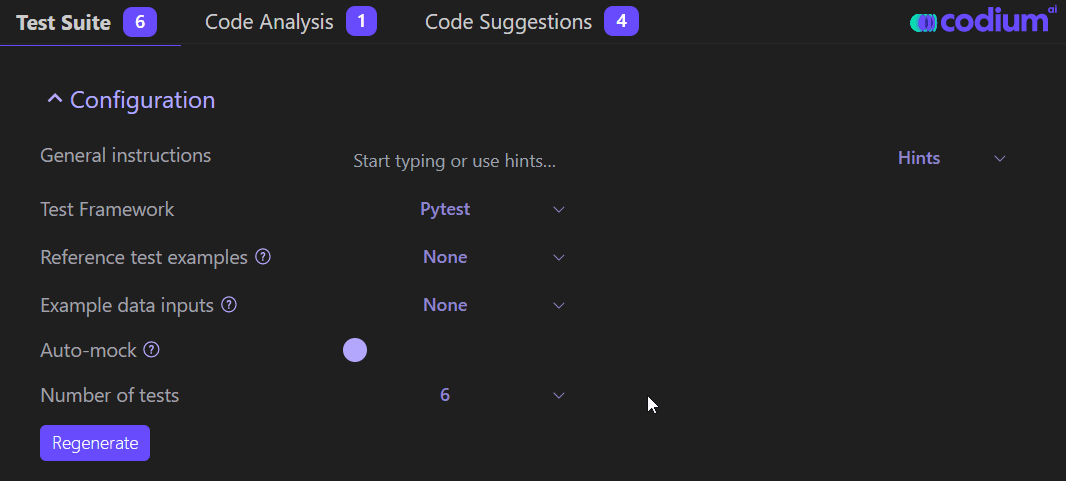 Test Suite 6 Code Analysis 1 Code Suggestions 4 codium ai
Configuration
General instructions Start typing or use hints... Hints
Test Framework Pytest
Reference test examples ? None
Example data inputs ? None
Auto-mock ?
Number of tests 6
Regenerate